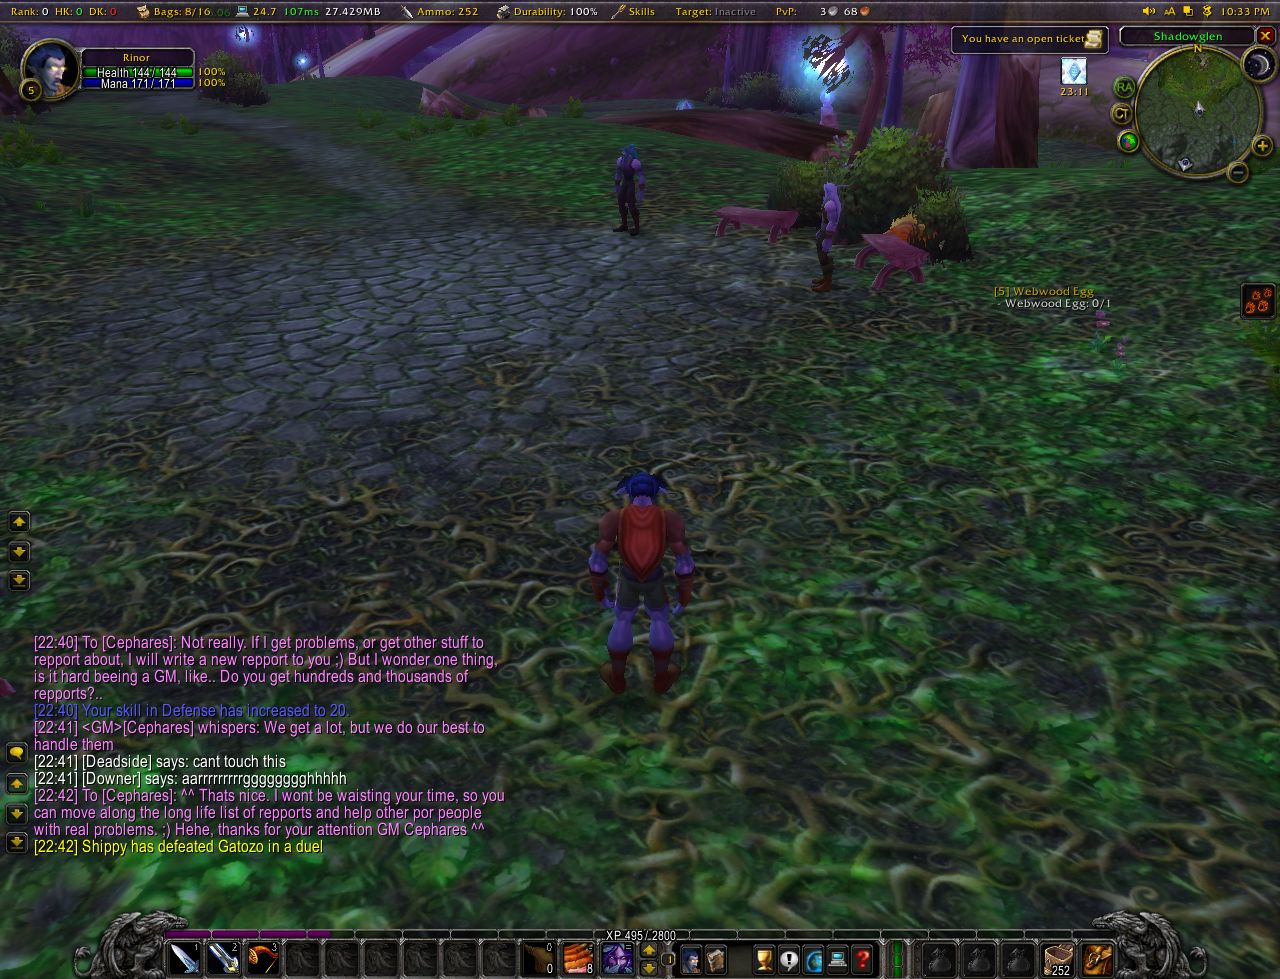 Rank: 0 HK: 0 DK: 0 Bags: 8/16 24.7 107ms 27.429MB Ammo: 252 Durability: 100% Skills Target: Inactive PvP: 3 68 10:33 PM
You have an open ticket
Shadowglen
N
Rinor
Health 144 / 144 100%
Mana 171 / 171 100%
5
23:11
RA
CT
[5] Webwood Egg
- Webwood Egg: 0/1
[22:40] To [Cephares]: Not really. If I get problems, or get other stuff to
repport about, I will write a new repport to you ;) But I wonder one thing,
is it hard beeing a GM, like.. Do you get hundreds and thousands of
repports?..
[22:40] Your skill in Defense has increased to 20.
[22:41] <GM>[Cephares] whispers: We get a lot, but we do our best to
handle them
[22:41] [Deadside] says: cant touch this
[22:41] [Downer] says: aarrrrrrrrrggggggggghhhhh
[22:42] To [Cephares]: ^^ Thats nice. I wont be waisting your time, so you
can move along the long life list of repports and help other por people
with real problems. :) Hehe, thanks for your attention GM Cephares ^^
[22:42] Shippy has defeated Gatozo in a duel
XP 495 / 2800
1 2 3 0 =
0 8 252